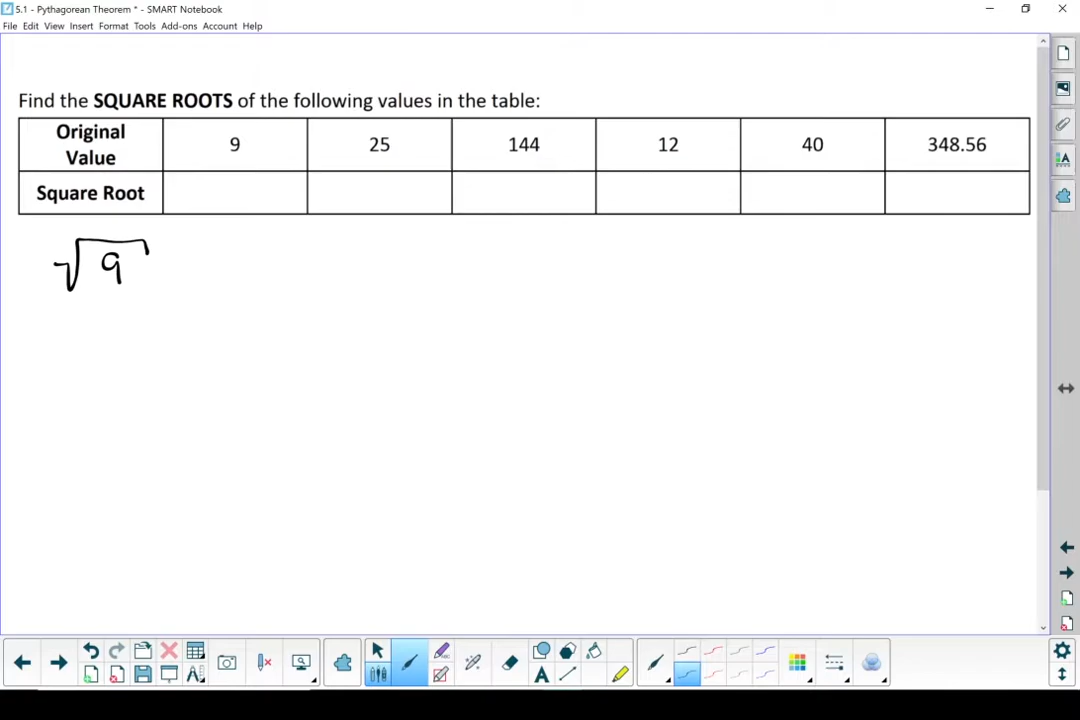 5.1 - Pythagorean Theorem * - SMART Notebook
File Edit View Insert Format Tools Add-ons Account Help
Find the SQUARE ROOTS of the following values in the table:
Original Value 9 25 144 12 40 348.56
Square Root
√9